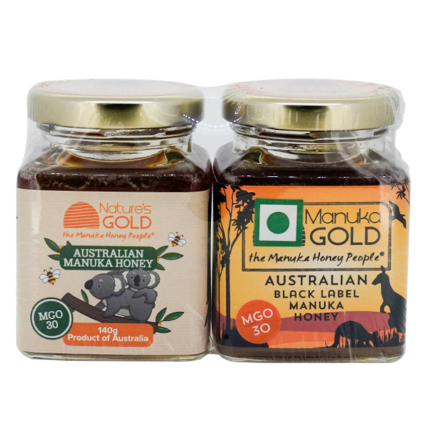 Nature's
GOLD
the Manuka Honey People®
AUSTRALIAN
MANUKA HONEY
MGO
30
140g
Product of Australia
Manuka
GOLD
the Manuka Honey People®
AUSTRALIAN
BLACK LABEL
MANUKA
HONEY
MGO
30